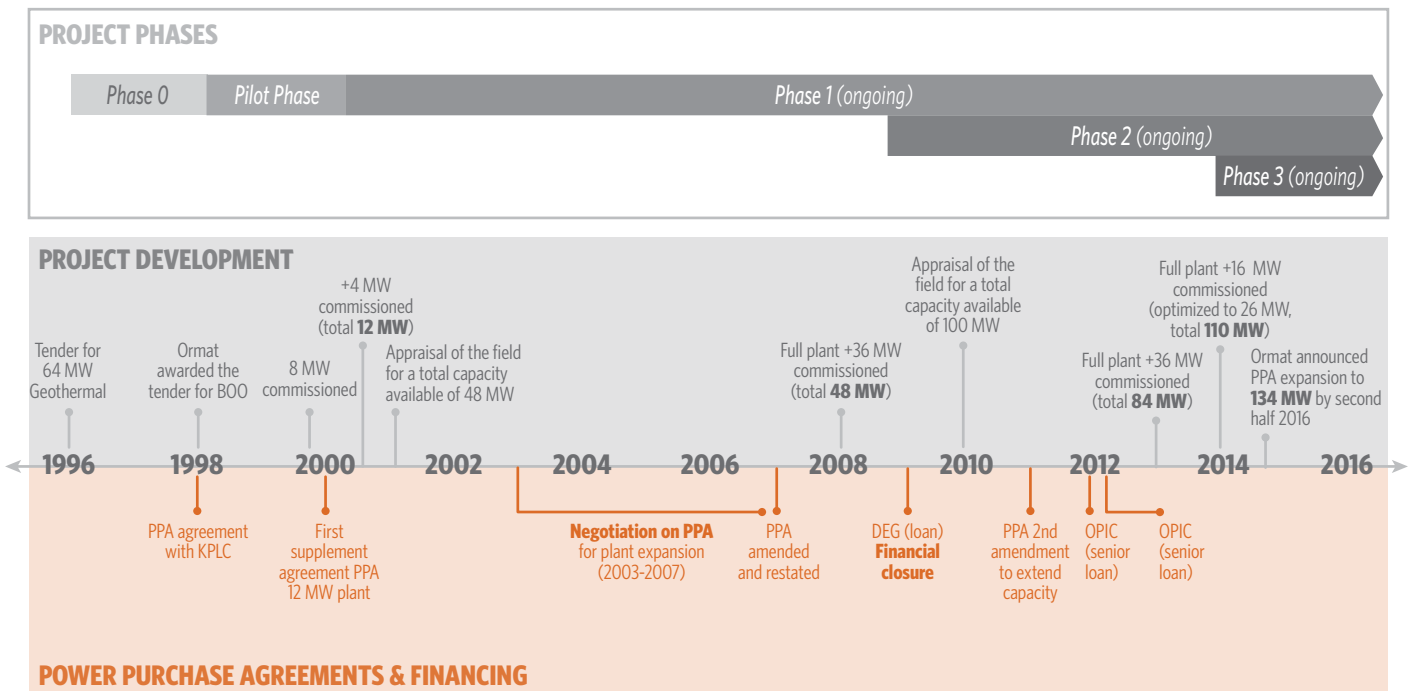 PROJECT PHASES
Phase 0
Pilot Phase
Phase 1 (ongoing)
Phase 2 (ongoing)
Phase 3 (ongoing)
PROJECT DEVELOPMENT
Tender for
64 MW
Geothermal
Ormat
awarded the
tender for BOO
8 MW
commissioned
+4 MW
commissioned
(total 12 MW)
Appraisal of the field
for a total capacity
available of 48 MW
Full plant +36 MW
commissioned
(total 48 MW)
Appraisal of the
field for a total
capacity available
of 100 MW
Full plant +36 MW
commissioned
(total 84 MW)
Full plant +16 MW
commissioned
(optimized to 26 MW,
total 110 MW)
Ormat announced
PPA expansion to
134 MW by second
half 2016
1996 1998 2000 2002 2004 2006 2008 2010 2012 2014 2016
PPA agreement
with KPLC
First
supplement
agreement PPA
12 MW plant
Negotiation on PPA
for plant expansion
(2003-2007)
PPA
amended
and restated
DEG (loan)
Financial
closure
PPA 2nd
amendment
to extend
capacity
OPIC
(senior
loan)
OPIC
(senior
loan)
POWER PURCHASE AGREEMENTS & FINANCING